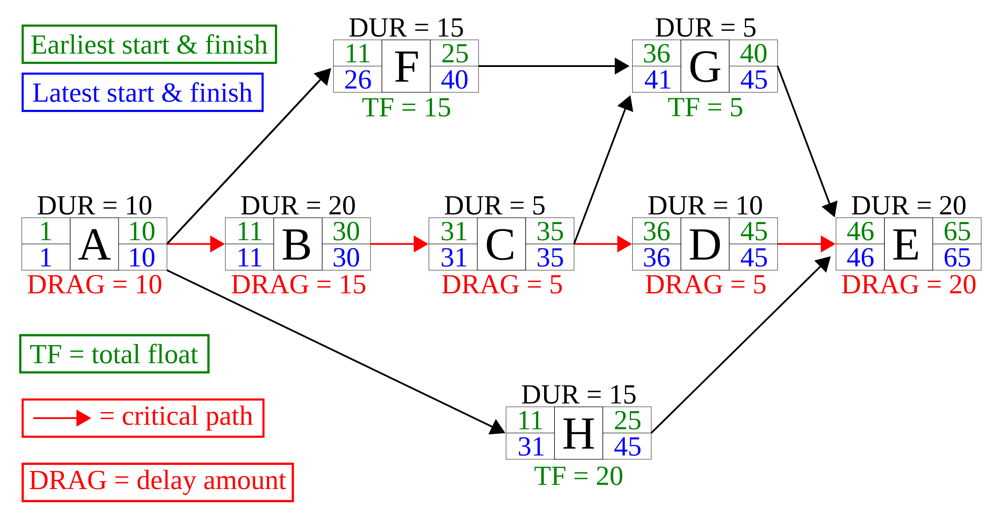 Earliest start & finish
Latest start & finish
DUR = 15
11 F 25
26 40
TF = 15
DUR = 5
36 G 40
41 45
TF = 5
DUR = 10
1 A 10
1 10
DRAG = 10
DUR = 20
11 B 30
11 30
DRAG = 15
DUR = 5
31 C 35
31 35
DRAG = 5
DUR = 10
36 D 45
36 45
DRAG = 5
DUR = 20
46 E 65
46 65
DRAG = 20
TF = total float
= critical path
DRAG = delay amount
DUR = 15
11 H 25
31 45
TF = 20